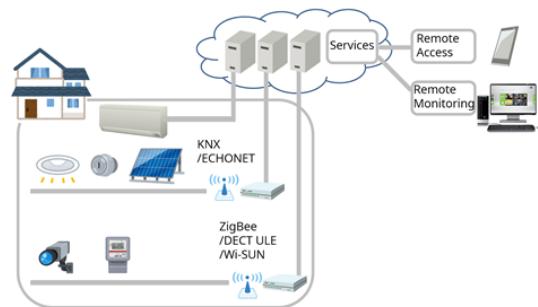 Services
Remote
Access
Remote
Monitoring
KNX
/ECHONET
ZigBee
/DECT ULE
/Wi-SUN